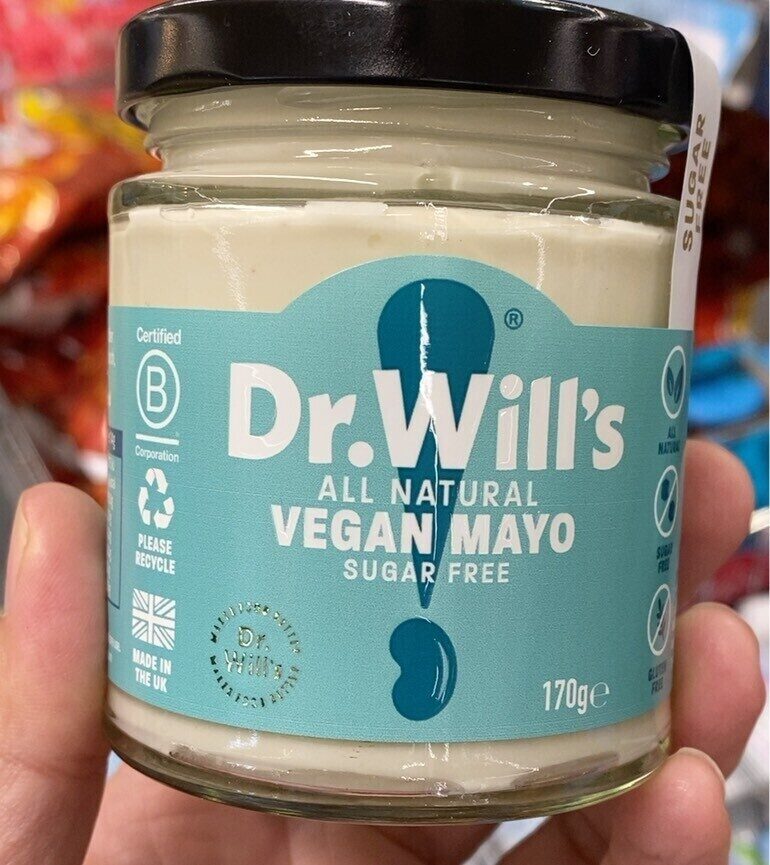 SUGAR
FREE
Certified
B
Corporation
PLEASE
RECYCLE
MADE IN
THE UK
®
Dr.Will's
ALL NATURAL
VEGAN MAYO
SUGAR FREE
Dr.
Will's
170g℮
ALL
NATURAL
SUGAR
FREE
GLUTEN
FREE